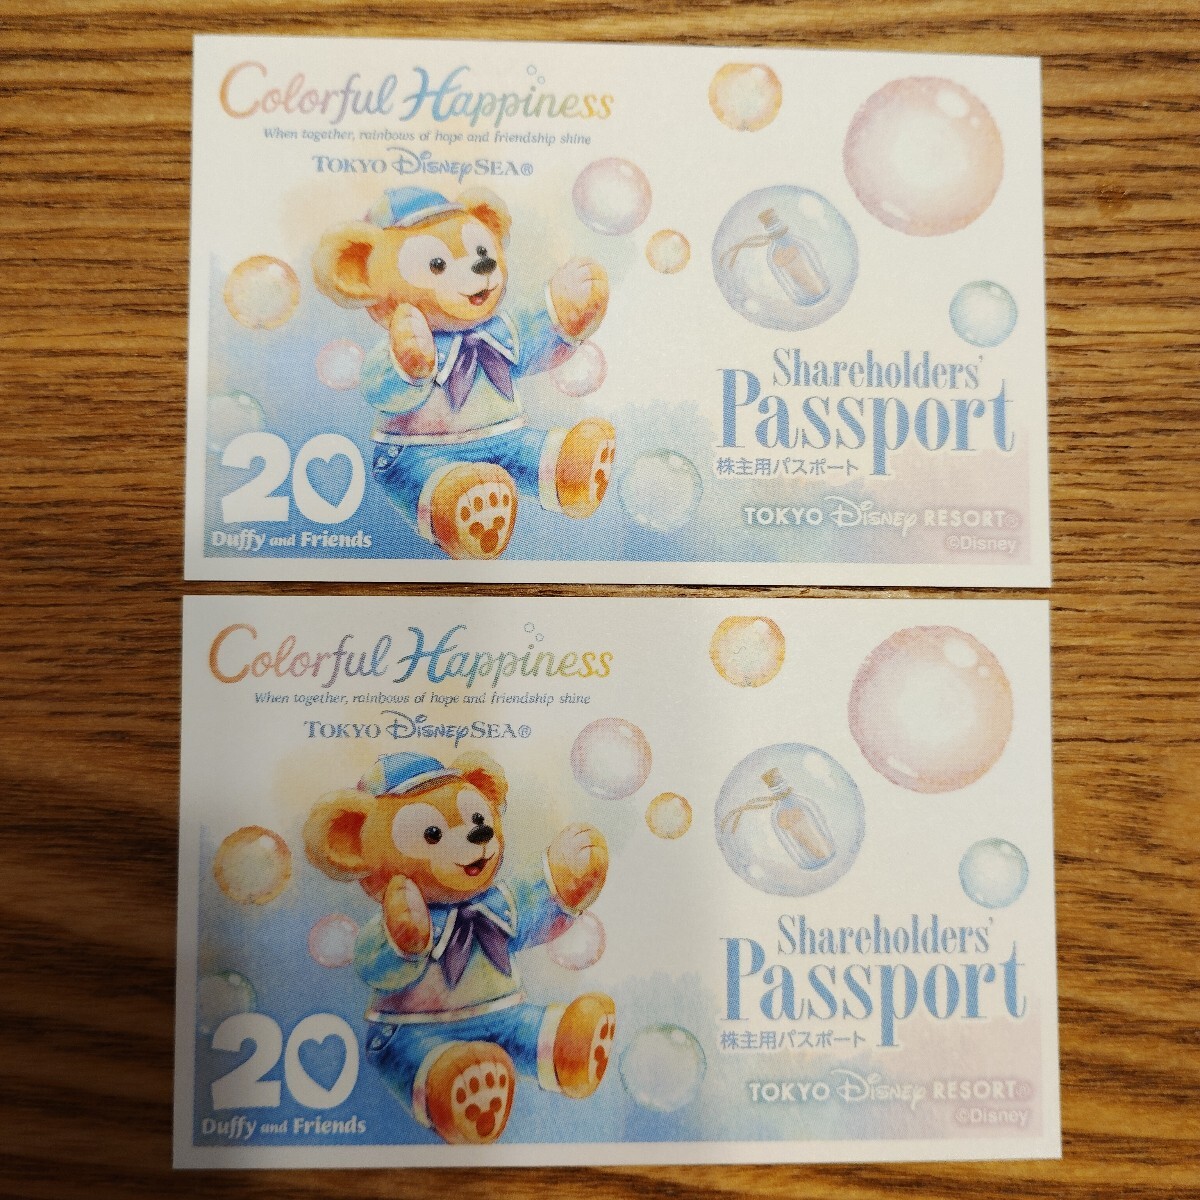 Colorful Happiness
When together, rainbows of hope and friendship shine
TOKYO DISNEYSEA®
20
Duffy and Friends
Shareholders'
Passport
株主用パスポート
TOKYO Disney RESORT®
©Disney
Colorful Happiness
When together, rainbows of hope and friendship shine
TOKYO DISNEYSEA®
20
Duffy and Friends
Shareholders'
Passport
株主用パスポート
TOKYO Disney RESORT®
©Disney